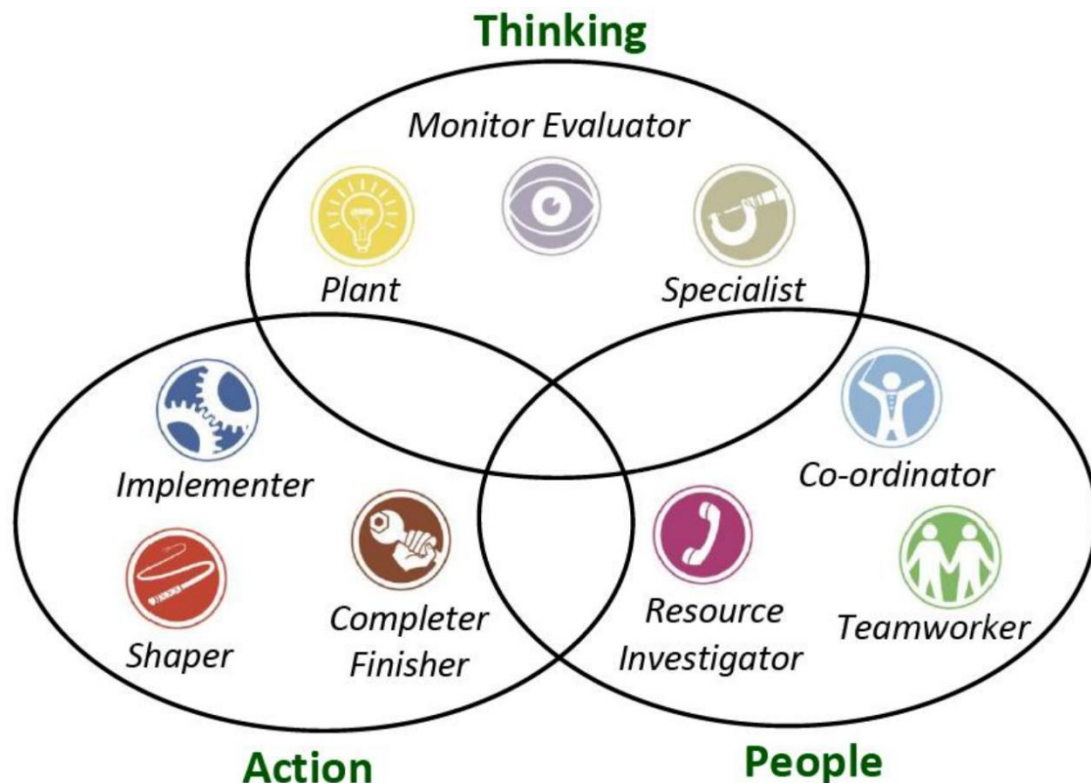 Thinking
Monitor Evaluator
Plant
Specialist
Implementer
Co-ordinator
Shaper
Completer
Finisher
Resource
Investigator
Teamworker
Action
People